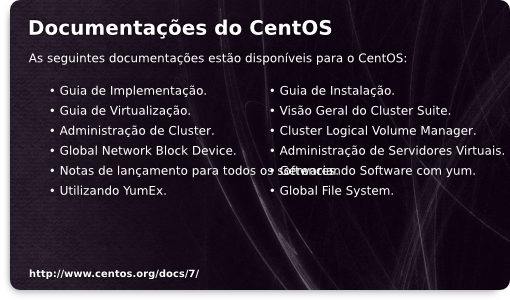 Documentações do CentOS
As seguintes documentações estão disponíveis para o CentOS:
• Guia de Implementação.
• Guia de Virtualização.
• Administração de Cluster.
• Global Network Block Device.
• Notas de lançamento para todos os softwares.
• Utilizando YumEx.
• Guia de Instalação.
• Visão Geral do Cluster Suite.
• Cluster Logical Volume Manager.
• Administração de Servidores Virtuais.
• Gerenciando Software com yum.
• Global File System.
http://www.centos.org/docs/7/